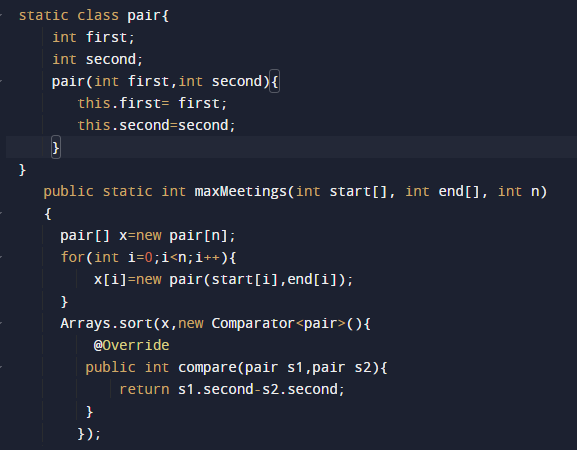 static class pair{
int first;
int second;
pair(int first,int second){
this.first= first;
this.second=second;
}
}
public static int maxMeetings(int start[], int end[], int n)
{
pair[] x=new pair[n];
for(int i=0;i<n;i++){
x[i]=new pair(start[i],end[i]);
}
Arrays.sort(x,new Comparator<pair>(){
@Override
public int compare(pair s1,pair s2){
return s1.second-s2.second;
}
});